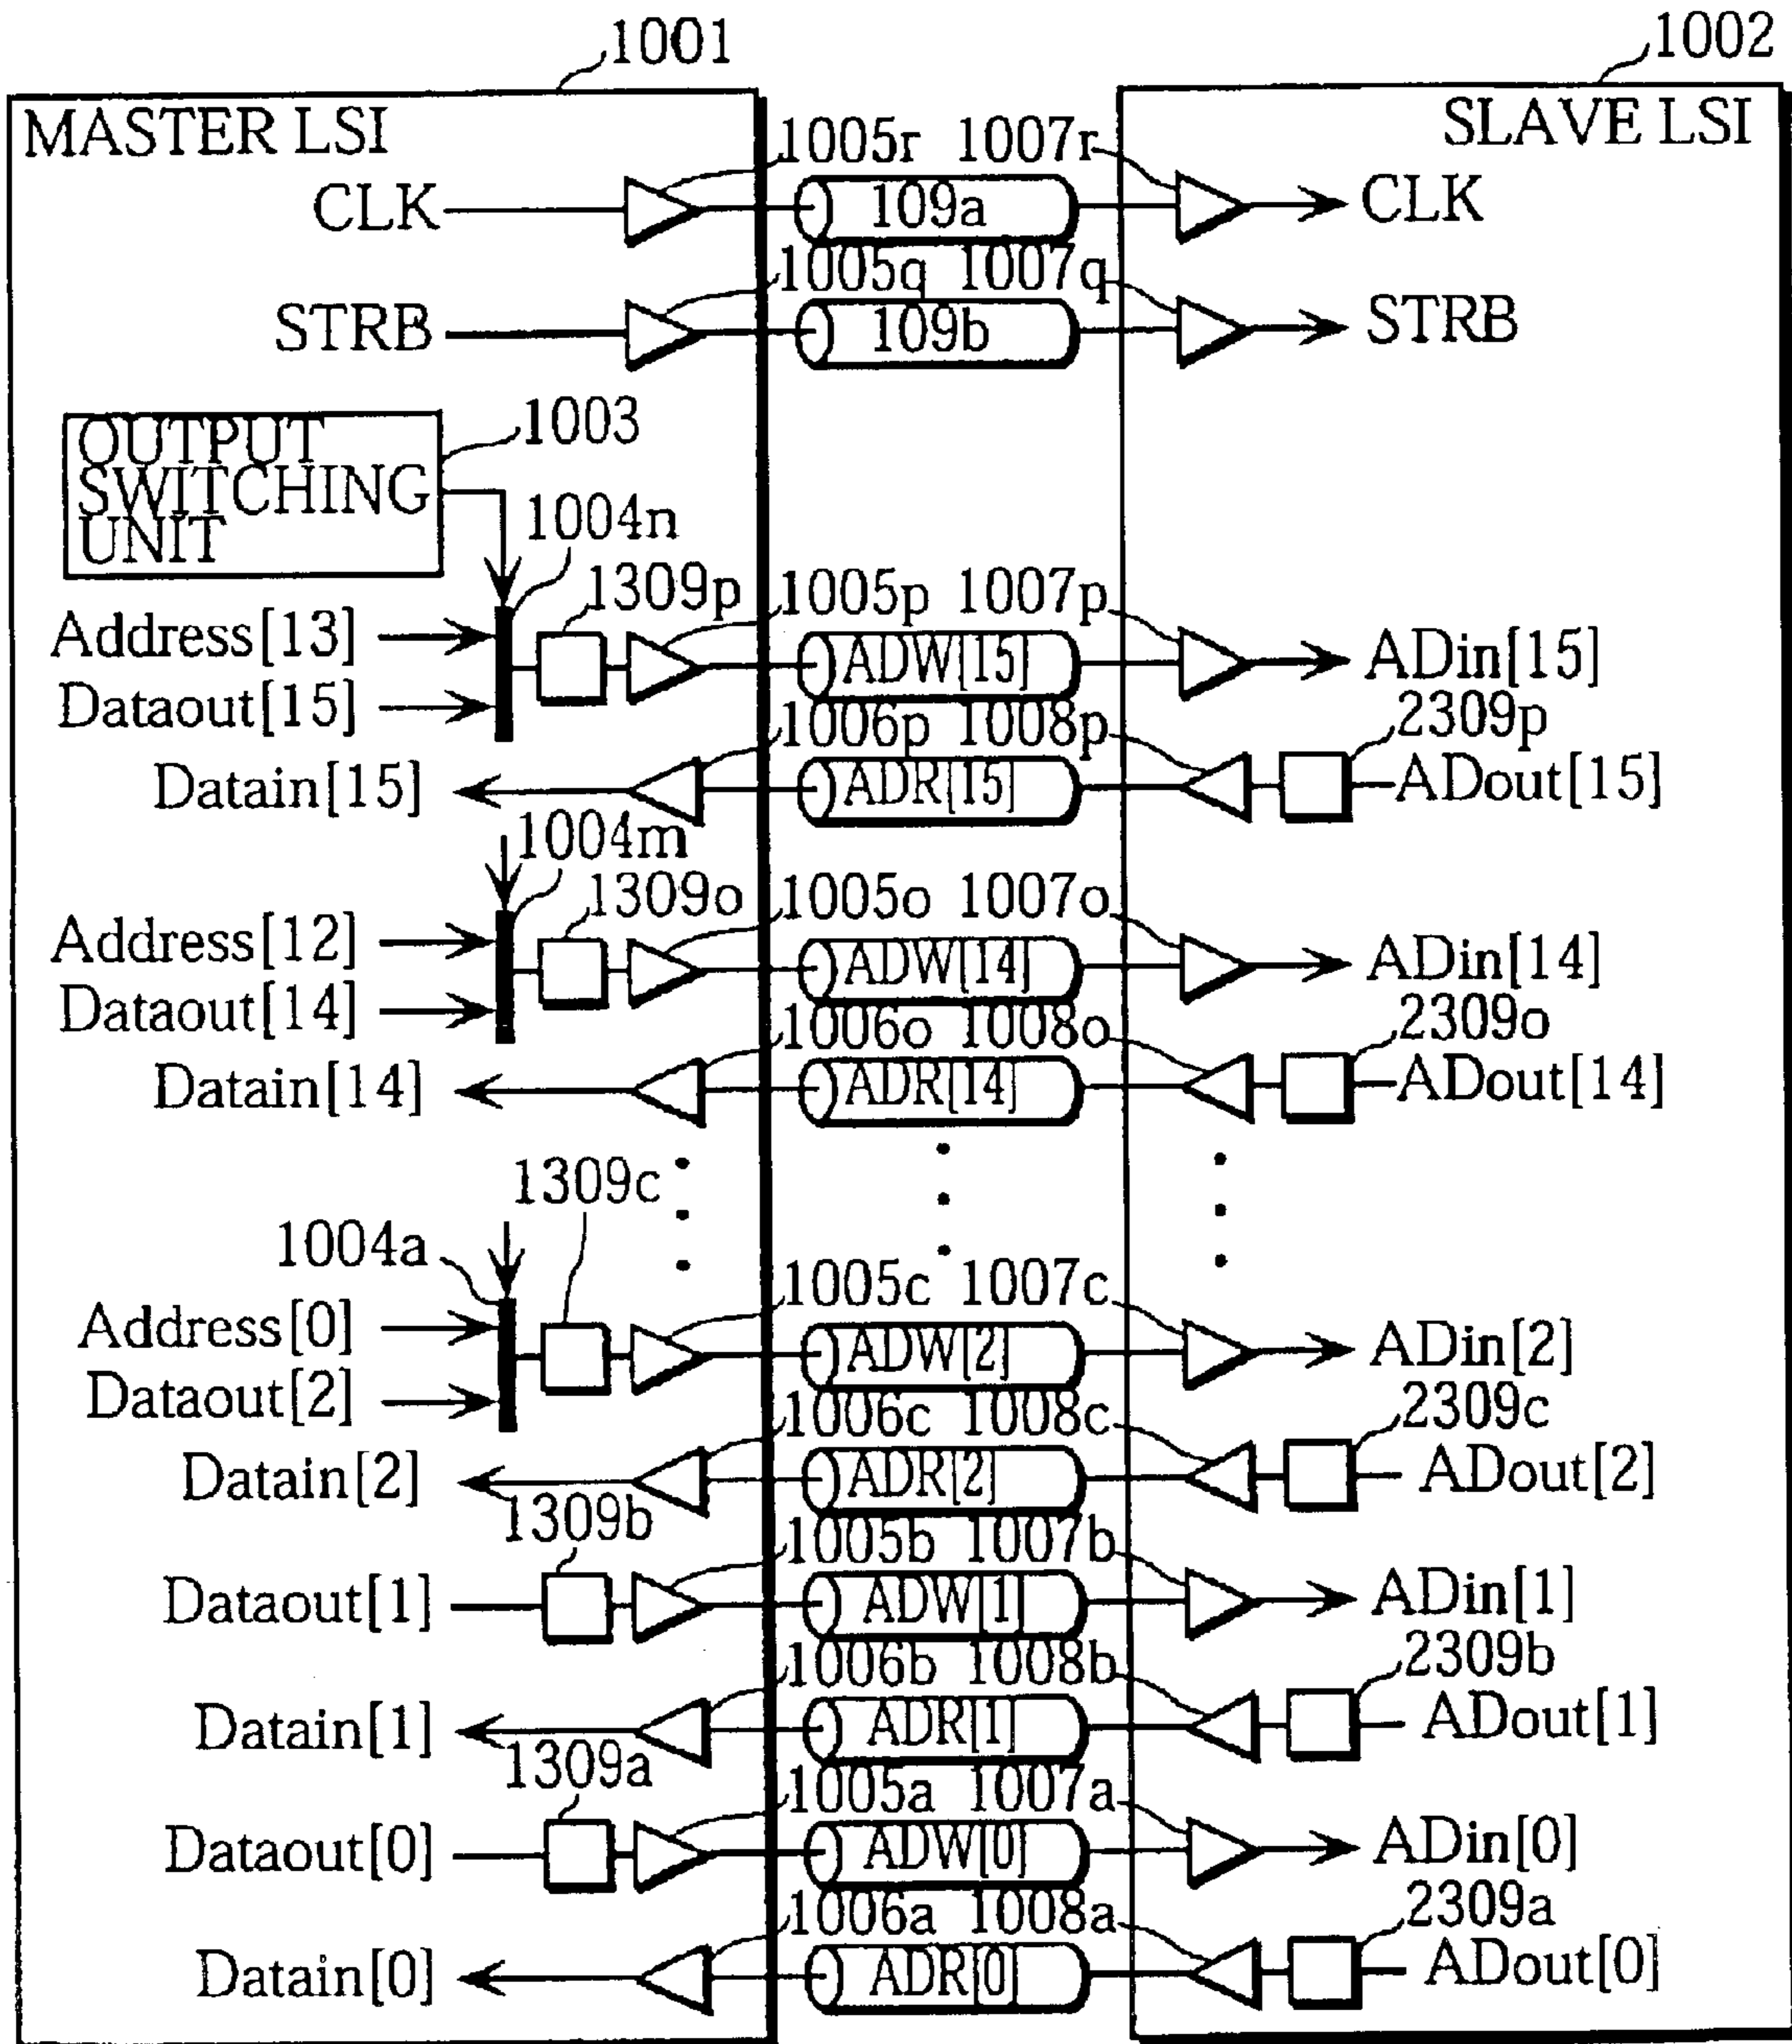 1001
1002
MASTER LSI
SLAVE LSI
1005r 1007r
CLK
109a
CLK
1005q 1007q
STRB
109b
STRB
OUTPUT
SWITCHING
UNIT
1003
1004n
1309p
1005p 1007p
Address[13]
ADW[15]
ADin[15]
Dataout[15]
1006p 1008p
2309p
Datain[15]
ADR[15]
ADout[15]
1004m
1309o
1005o 1007o
Address[12]
ADW[14]
ADin[14]
Dataout[14]
1006o 1008o
2309o
Datain[14]
ADR[14]
ADout[14]
1309c
1004a
1005c 1007c
Address[0]
ADW[2]
ADin[2]
Dataout[2]
1006c 1008c
2309c
Datain[2]
ADR[2]
ADout[2]
1309b
1005b 1007b
Dataout[1]
ADW[1]
ADin[1]
1006b 1008b
2309b
Datain[1]
ADR[1]
ADout[1]
1309a
1005a 1007a
Dataout[0]
ADW[0]
ADin[0]
1006a 1008a
2309a
Datain[0]
ADR[0]
ADout[0]